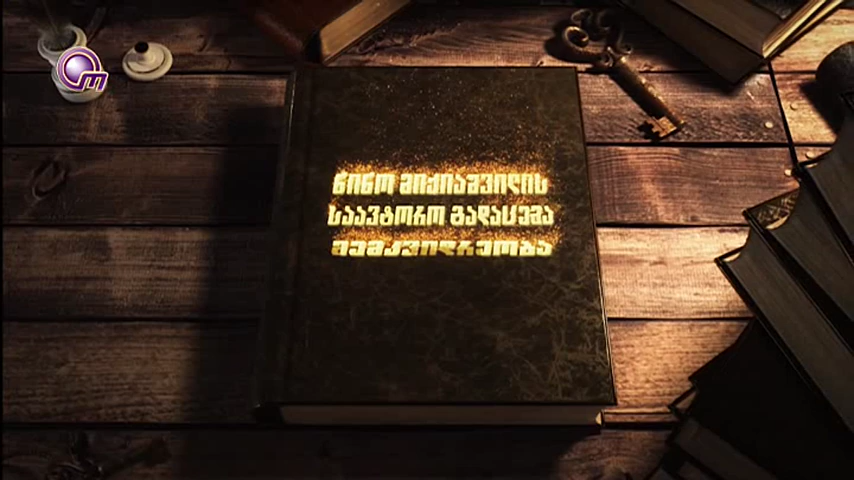 ნინო მიქიაშვილის
საავტორო გადაცემა
მემკვიდრეობა